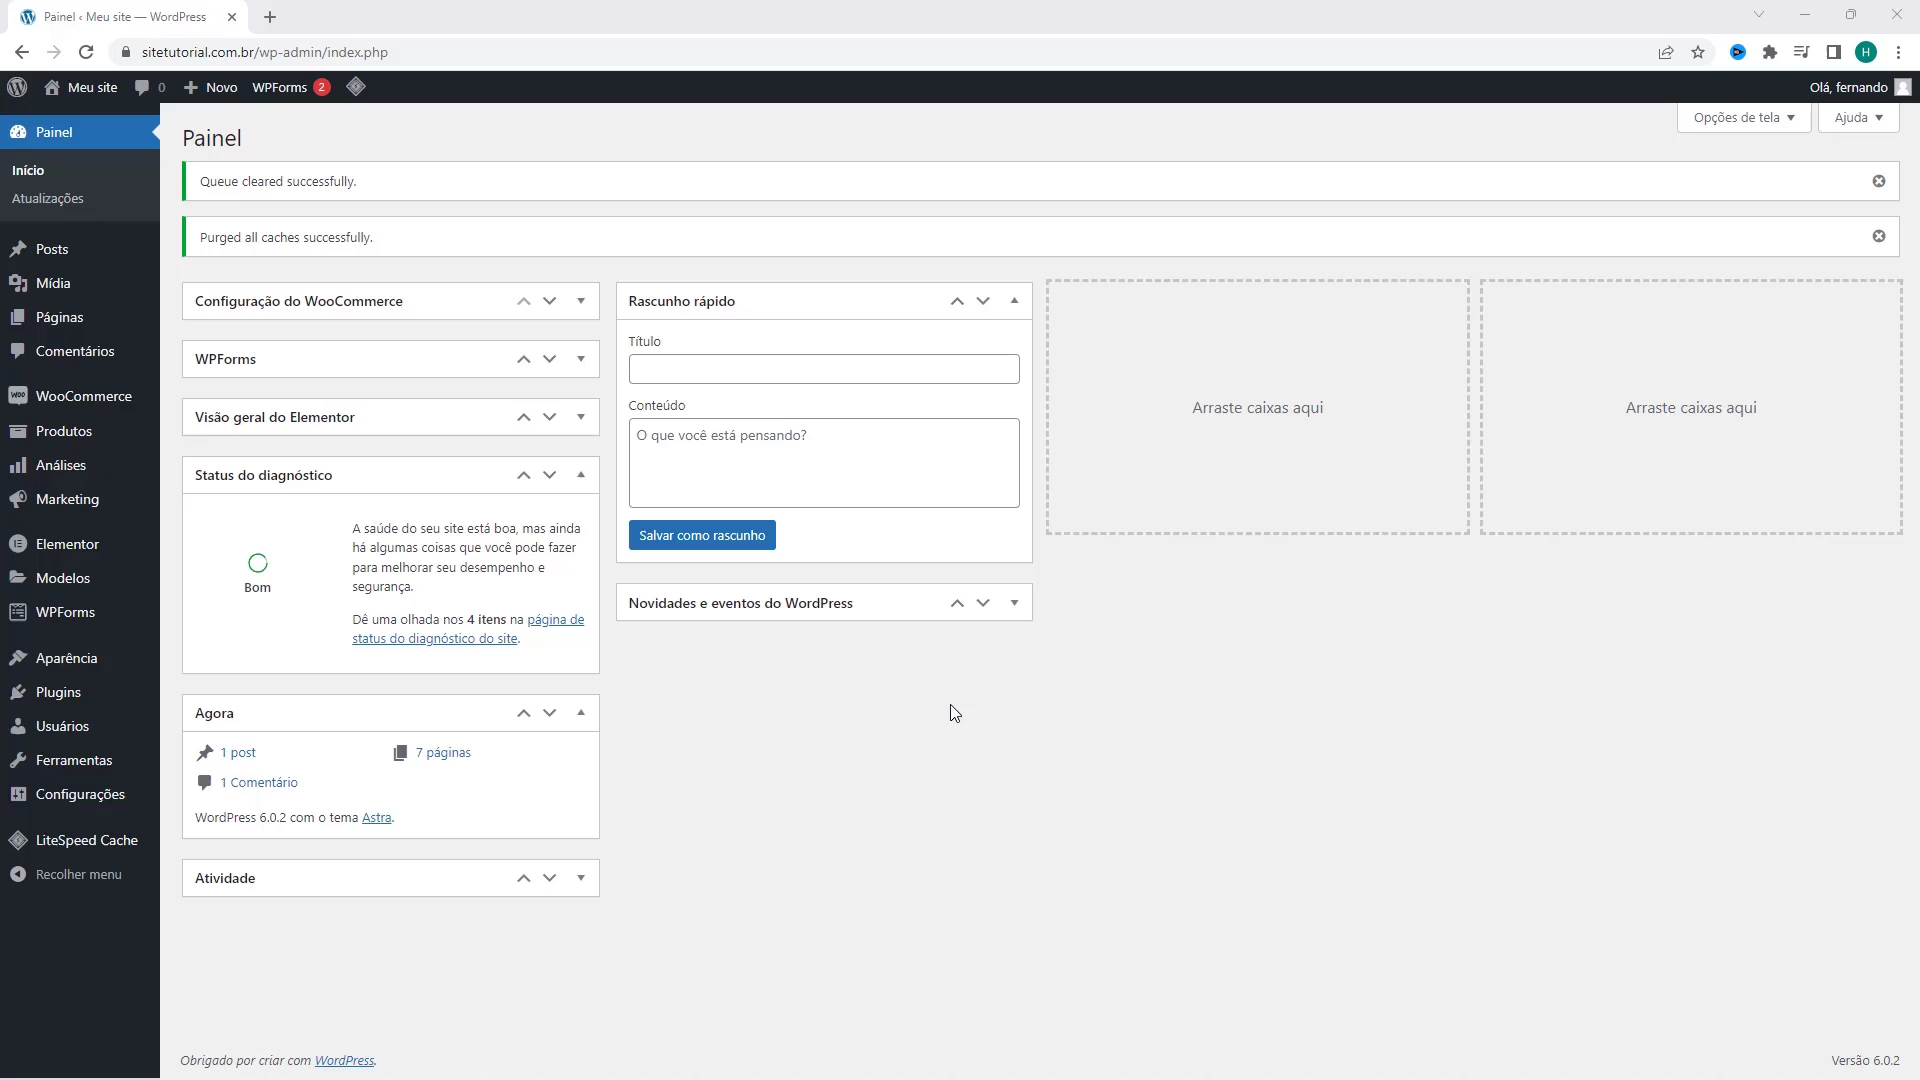 Painel ‹ Meu site — WordPress
sitetutorial.com.br/wp-admin/index.php
H
Meu site
0
Novo
WPForms 2
Olá, fernando
Painel
Início
Atualizações
Posts
Mídia
Páginas
Comentários
WooCommerce
Produtos
Análises
Marketing
Elementor
Modelos
WPForms
Aparência
Plugins
Usuários
Ferramentas
Configurações
LiteSpeed Cache
Recolher menu
Opções de tela
Ajuda
Painel
Queue cleared successfully.
Purged all caches successfully.
Configuração do WooCommerce
WPForms
Visão geral do Elementor
Status do diagnóstico
Bom
A saúde do seu site está boa, mas ainda
há algumas coisas que você pode fazer
para melhorar seu desempenho e
segurança.
Dê uma olhada nos 4 itens na página de
status do diagnóstico do site.
Agora
1 post
7 páginas
1 Comentário
WordPress 6.0.2 com o tema Astra.
Atividade
Rascunho rápido
Título
Conteúdo
O que você está pensando?
Salvar como rascunho
Novidades e eventos do WordPress
Arraste caixas aqui
Arraste caixas aqui
Obrigado por criar com WordPress.
Versão 6.0.2